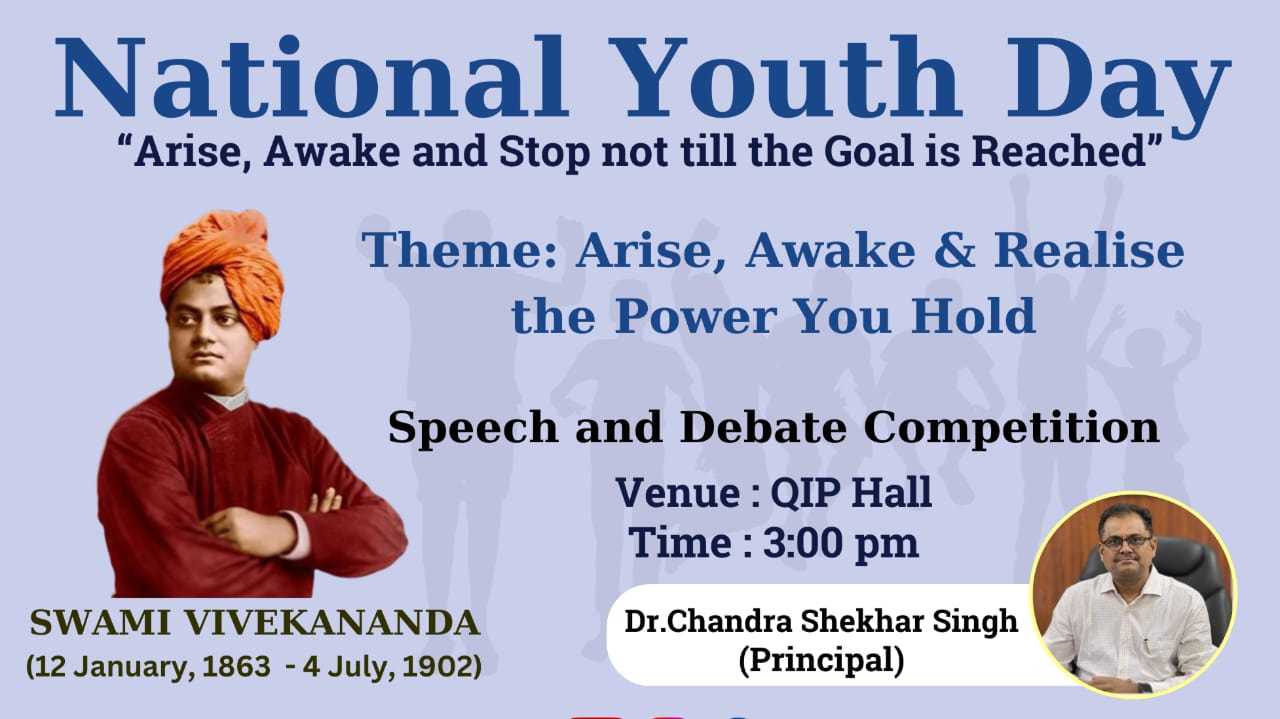 National Youth Day
“Arise, Awake and Stop not till the Goal is Reached”
Theme: Arise, Awake & Realise
the Power You Hold
Speech and Debate Competition
Venue : QIP Hall
Time : 3:00 pm
SWAMI VIVEKANANDA
(12 January, 1863 - 4 July, 1902)
Dr.Chandra Shekhar Singh
(Principal)